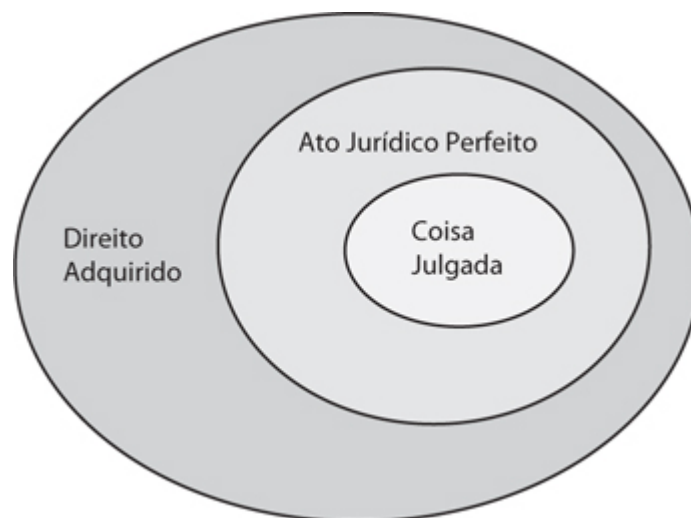 Ato Jurídico Perfeito
Direito
Adquirido
Coisa
Julgada